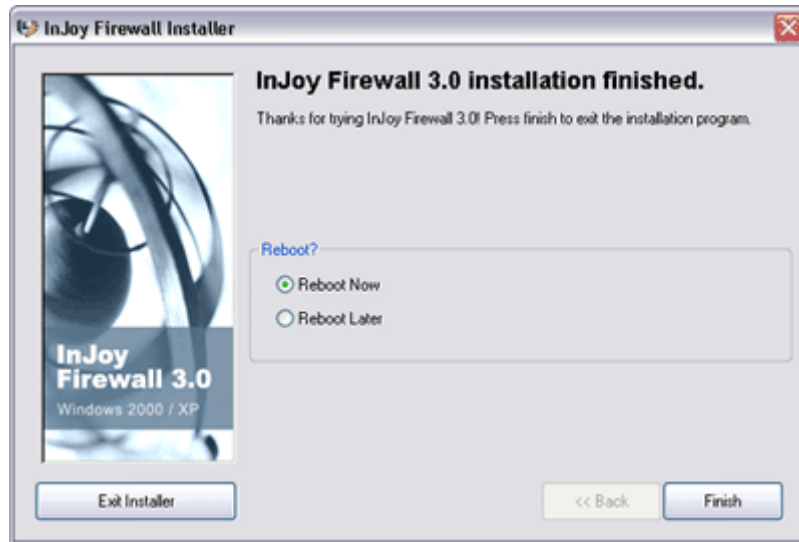 InJoy Firewall Installer
InJoy Firewall 3.0 installation finished.
Thanks for trying InJoy Firewall 3.0! Press finish to exit the installation program.
Reboot?
Reboot Now
Reboot Later
InJoy
Firewall 3.0
Windows 2000 / XP
Exit Installer
<< Back
Finish